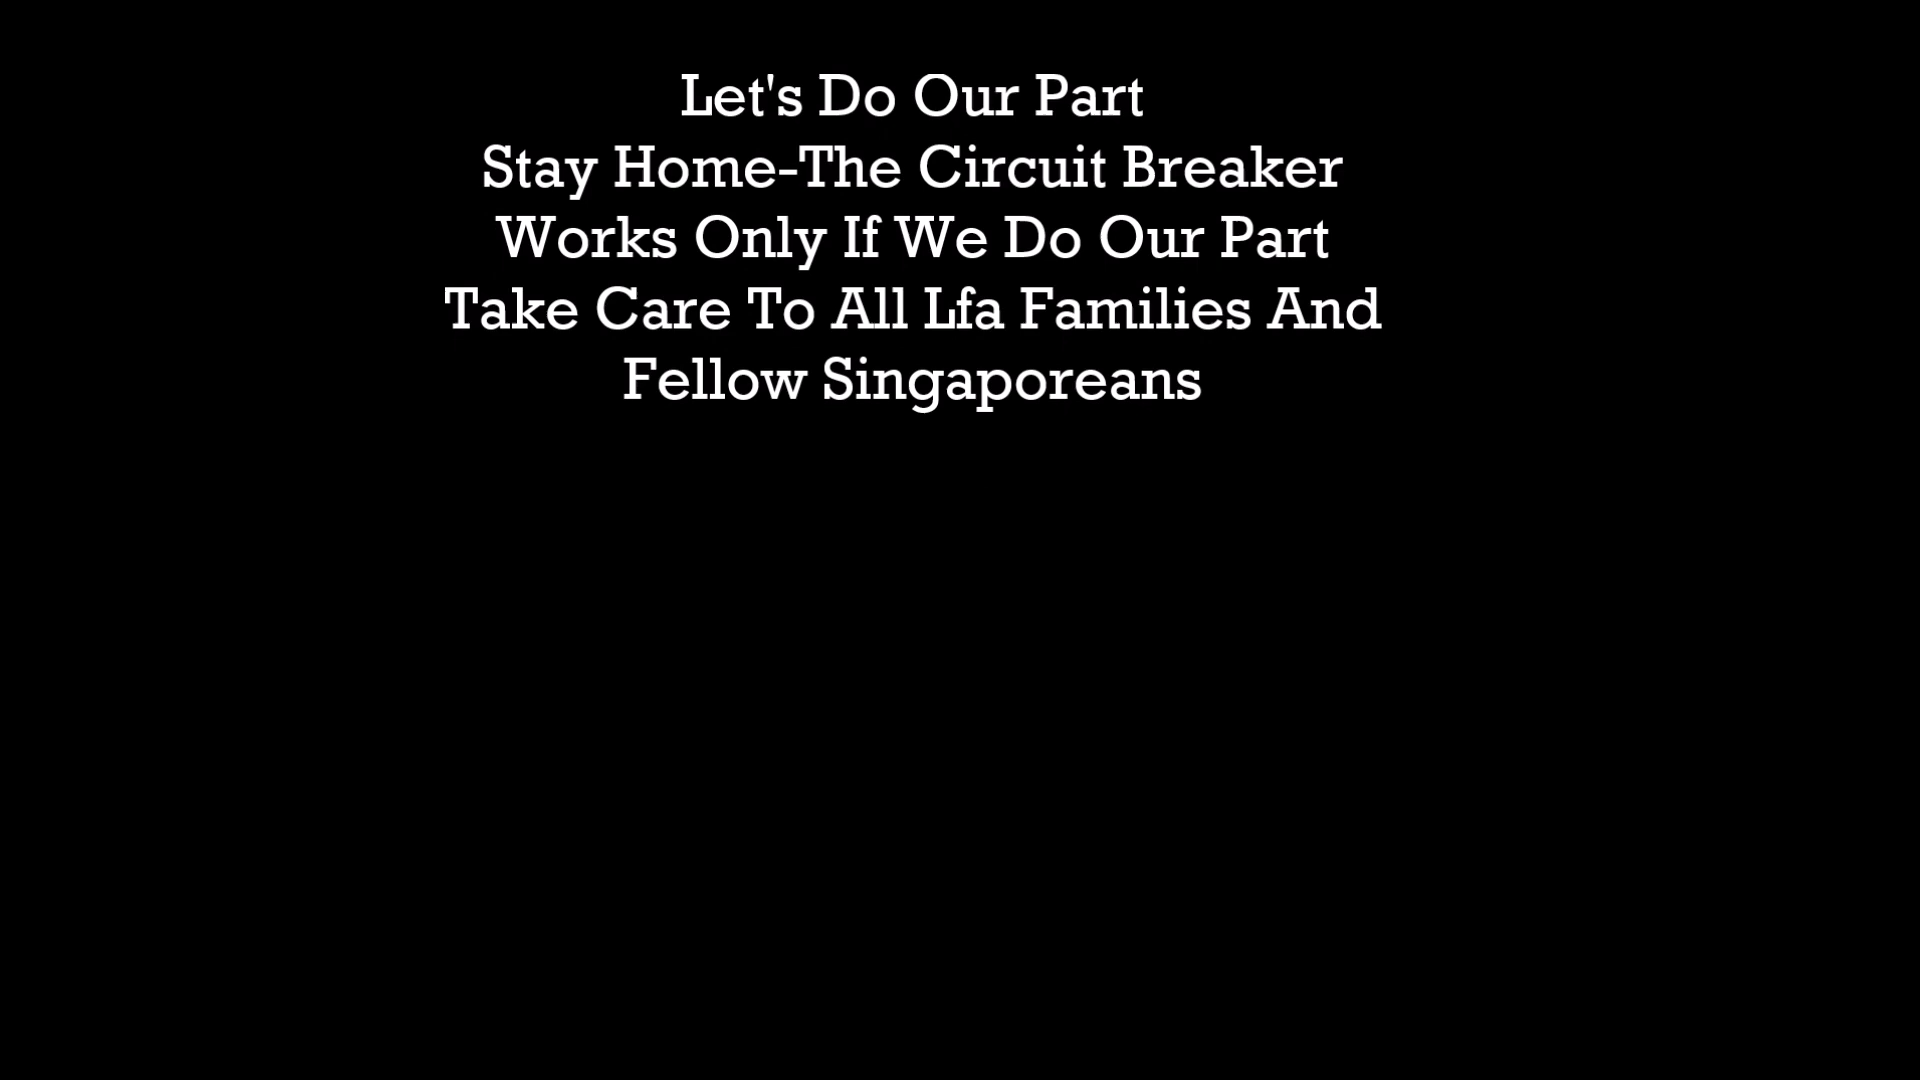 Let's Do Our Part
Stay Home-The Circuit Breaker
Works Only If We Do Our Part
Take Care To All Lfa Families And
Fellow Singaporeans